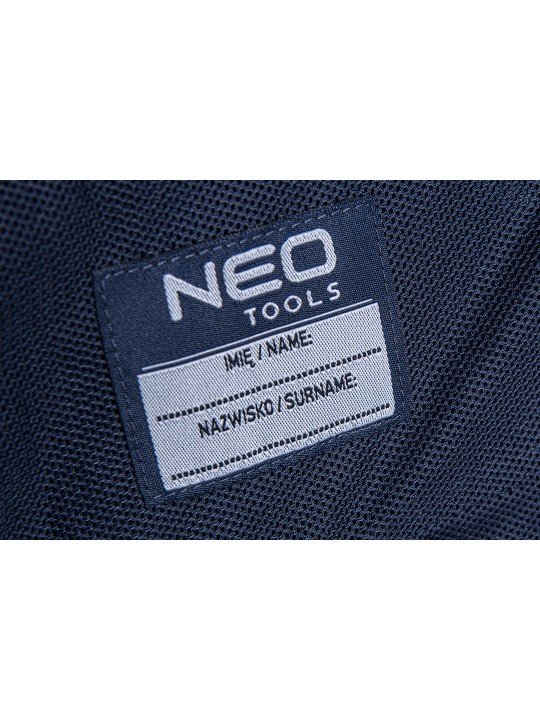 NEO
TOOLS
IMIĘ / NAME:
NAZWISKO / SURNAME: